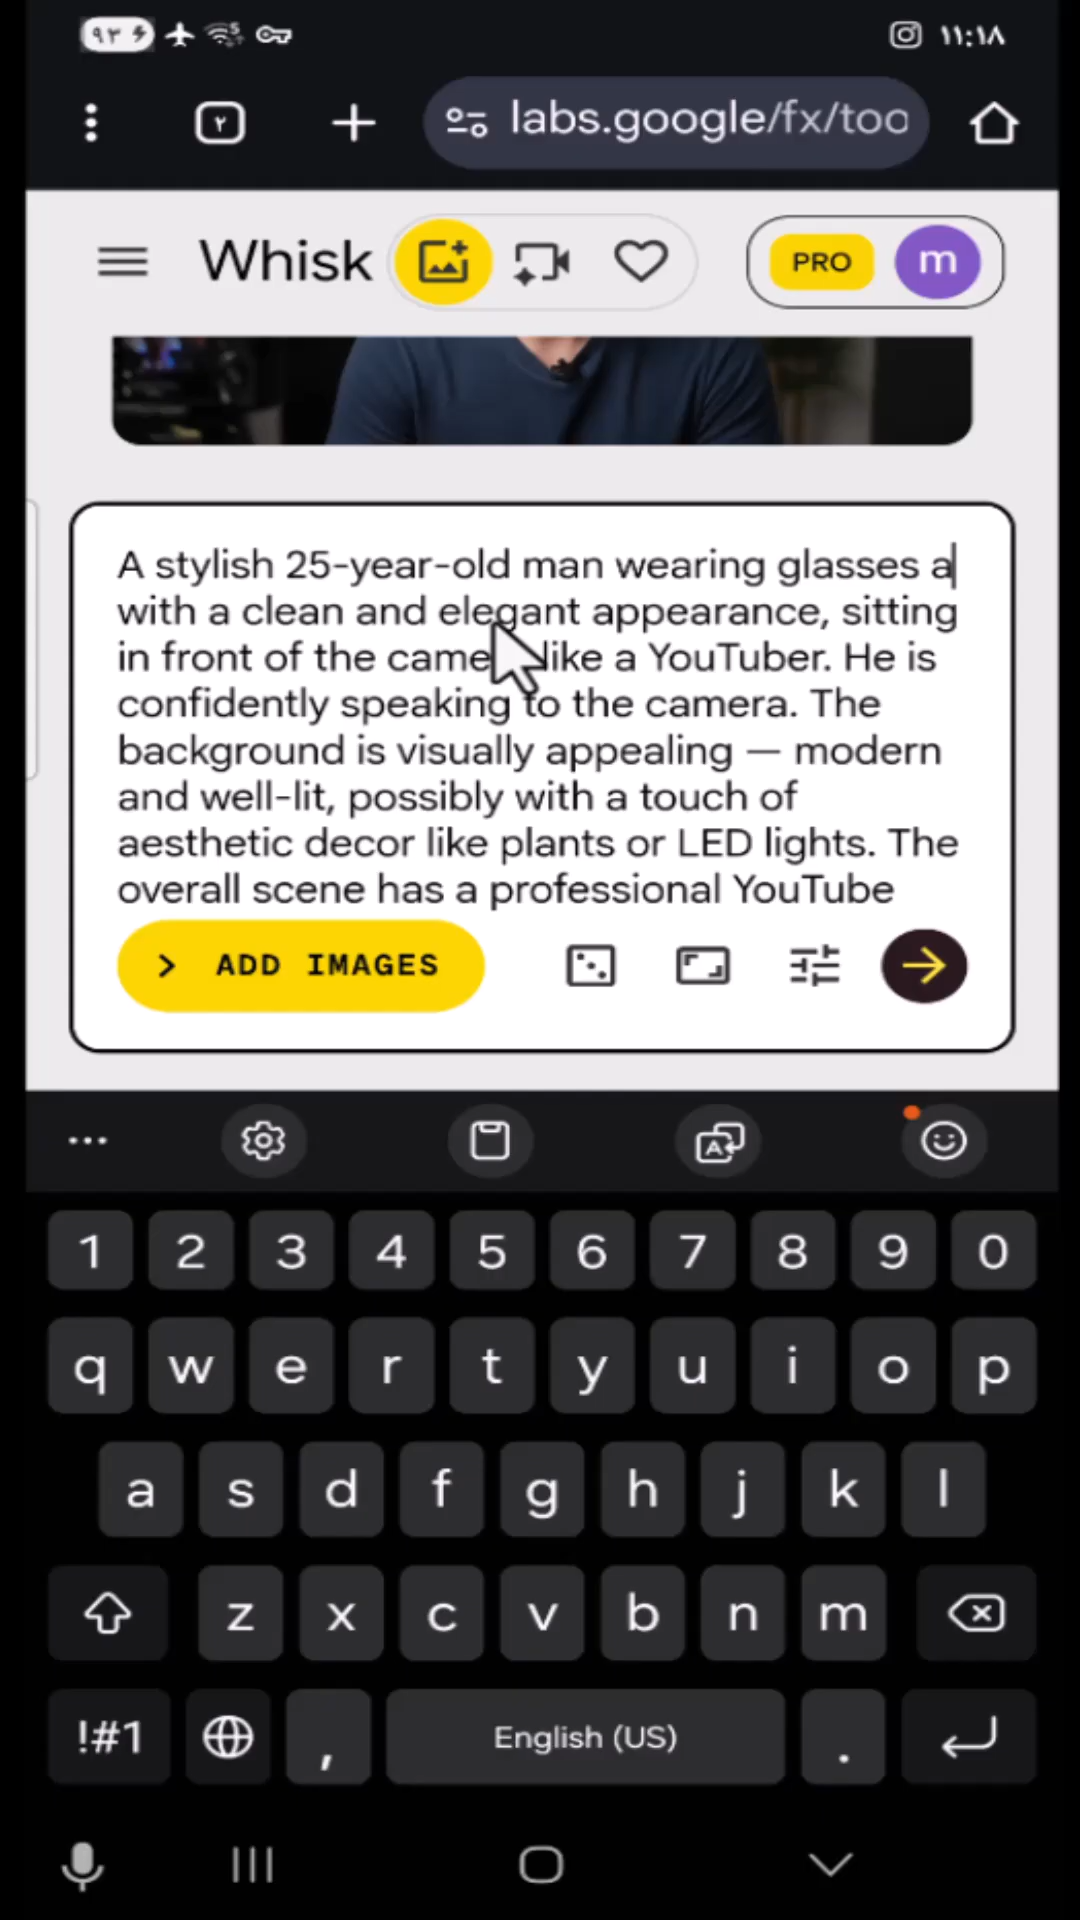 ۹۳
۱۱:۱۸
۲
labs.google/fx/too
Whisk
PRO
m
A stylish 25-year-old man wearing glasses a
with a clean and elegant appearance, sitting
in front of the came like a YouTuber. He is
confidently speaking to the camera. The
background is visually appealing — modern
and well-lit, possibly with a touch of
aesthetic decor like plants or LED lights. The
overall scene has a professional YouTube
> ADD IMAGES
1 2 3 4 5 6 7 8 9 0
q w e r t y u i o p
a s d f g h j k l
z x c v b n m
!#1 , English (US) .